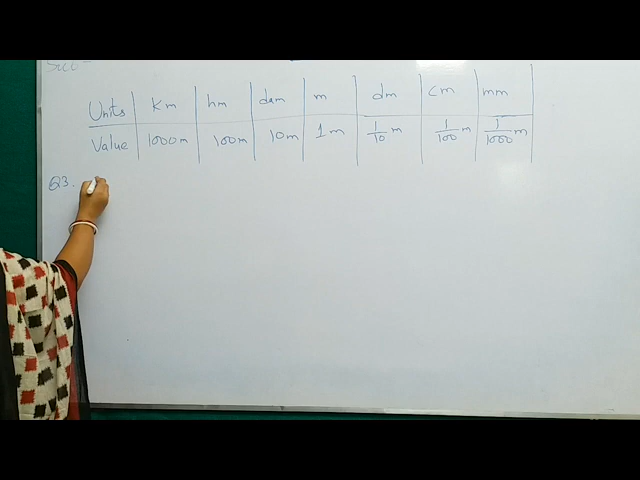 Units Km hm dam m dm cm mm
Value 1000m 100m 10m 1m 1/10 m 1/100 m 1/1000 m
Q3.